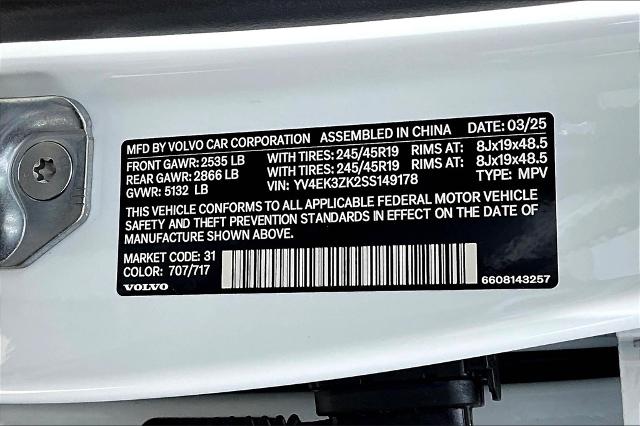 MFD BY VOLVO CAR CORPORATION ASSEMBLED IN CHINA DATE: 03/25
FRONT GAWR: 2535 LB WITH TIRES: 245/45R19 RIMS AT: 8Jx19x48.5
REAR GAWR: 2866 LB WITH TIRES: 245/45R19 RIMS AT: 8Jx19x48.5
GVWR: 5132 LB VIN: YV4EK3ZK2SS149178 TYPE: MPV
THIS VEHICLE CONFORMS TO ALL APPLICABLE FEDERAL MOTOR VEHICLE
SAFETY AND THEFT PREVENTION STANDARDS IN EFFECT ON THE DATE OF
MANUFACTURE SHOWN ABOVE.
MARKET CODE: 31
COLOR: 707/717
VOLVO 6608143257